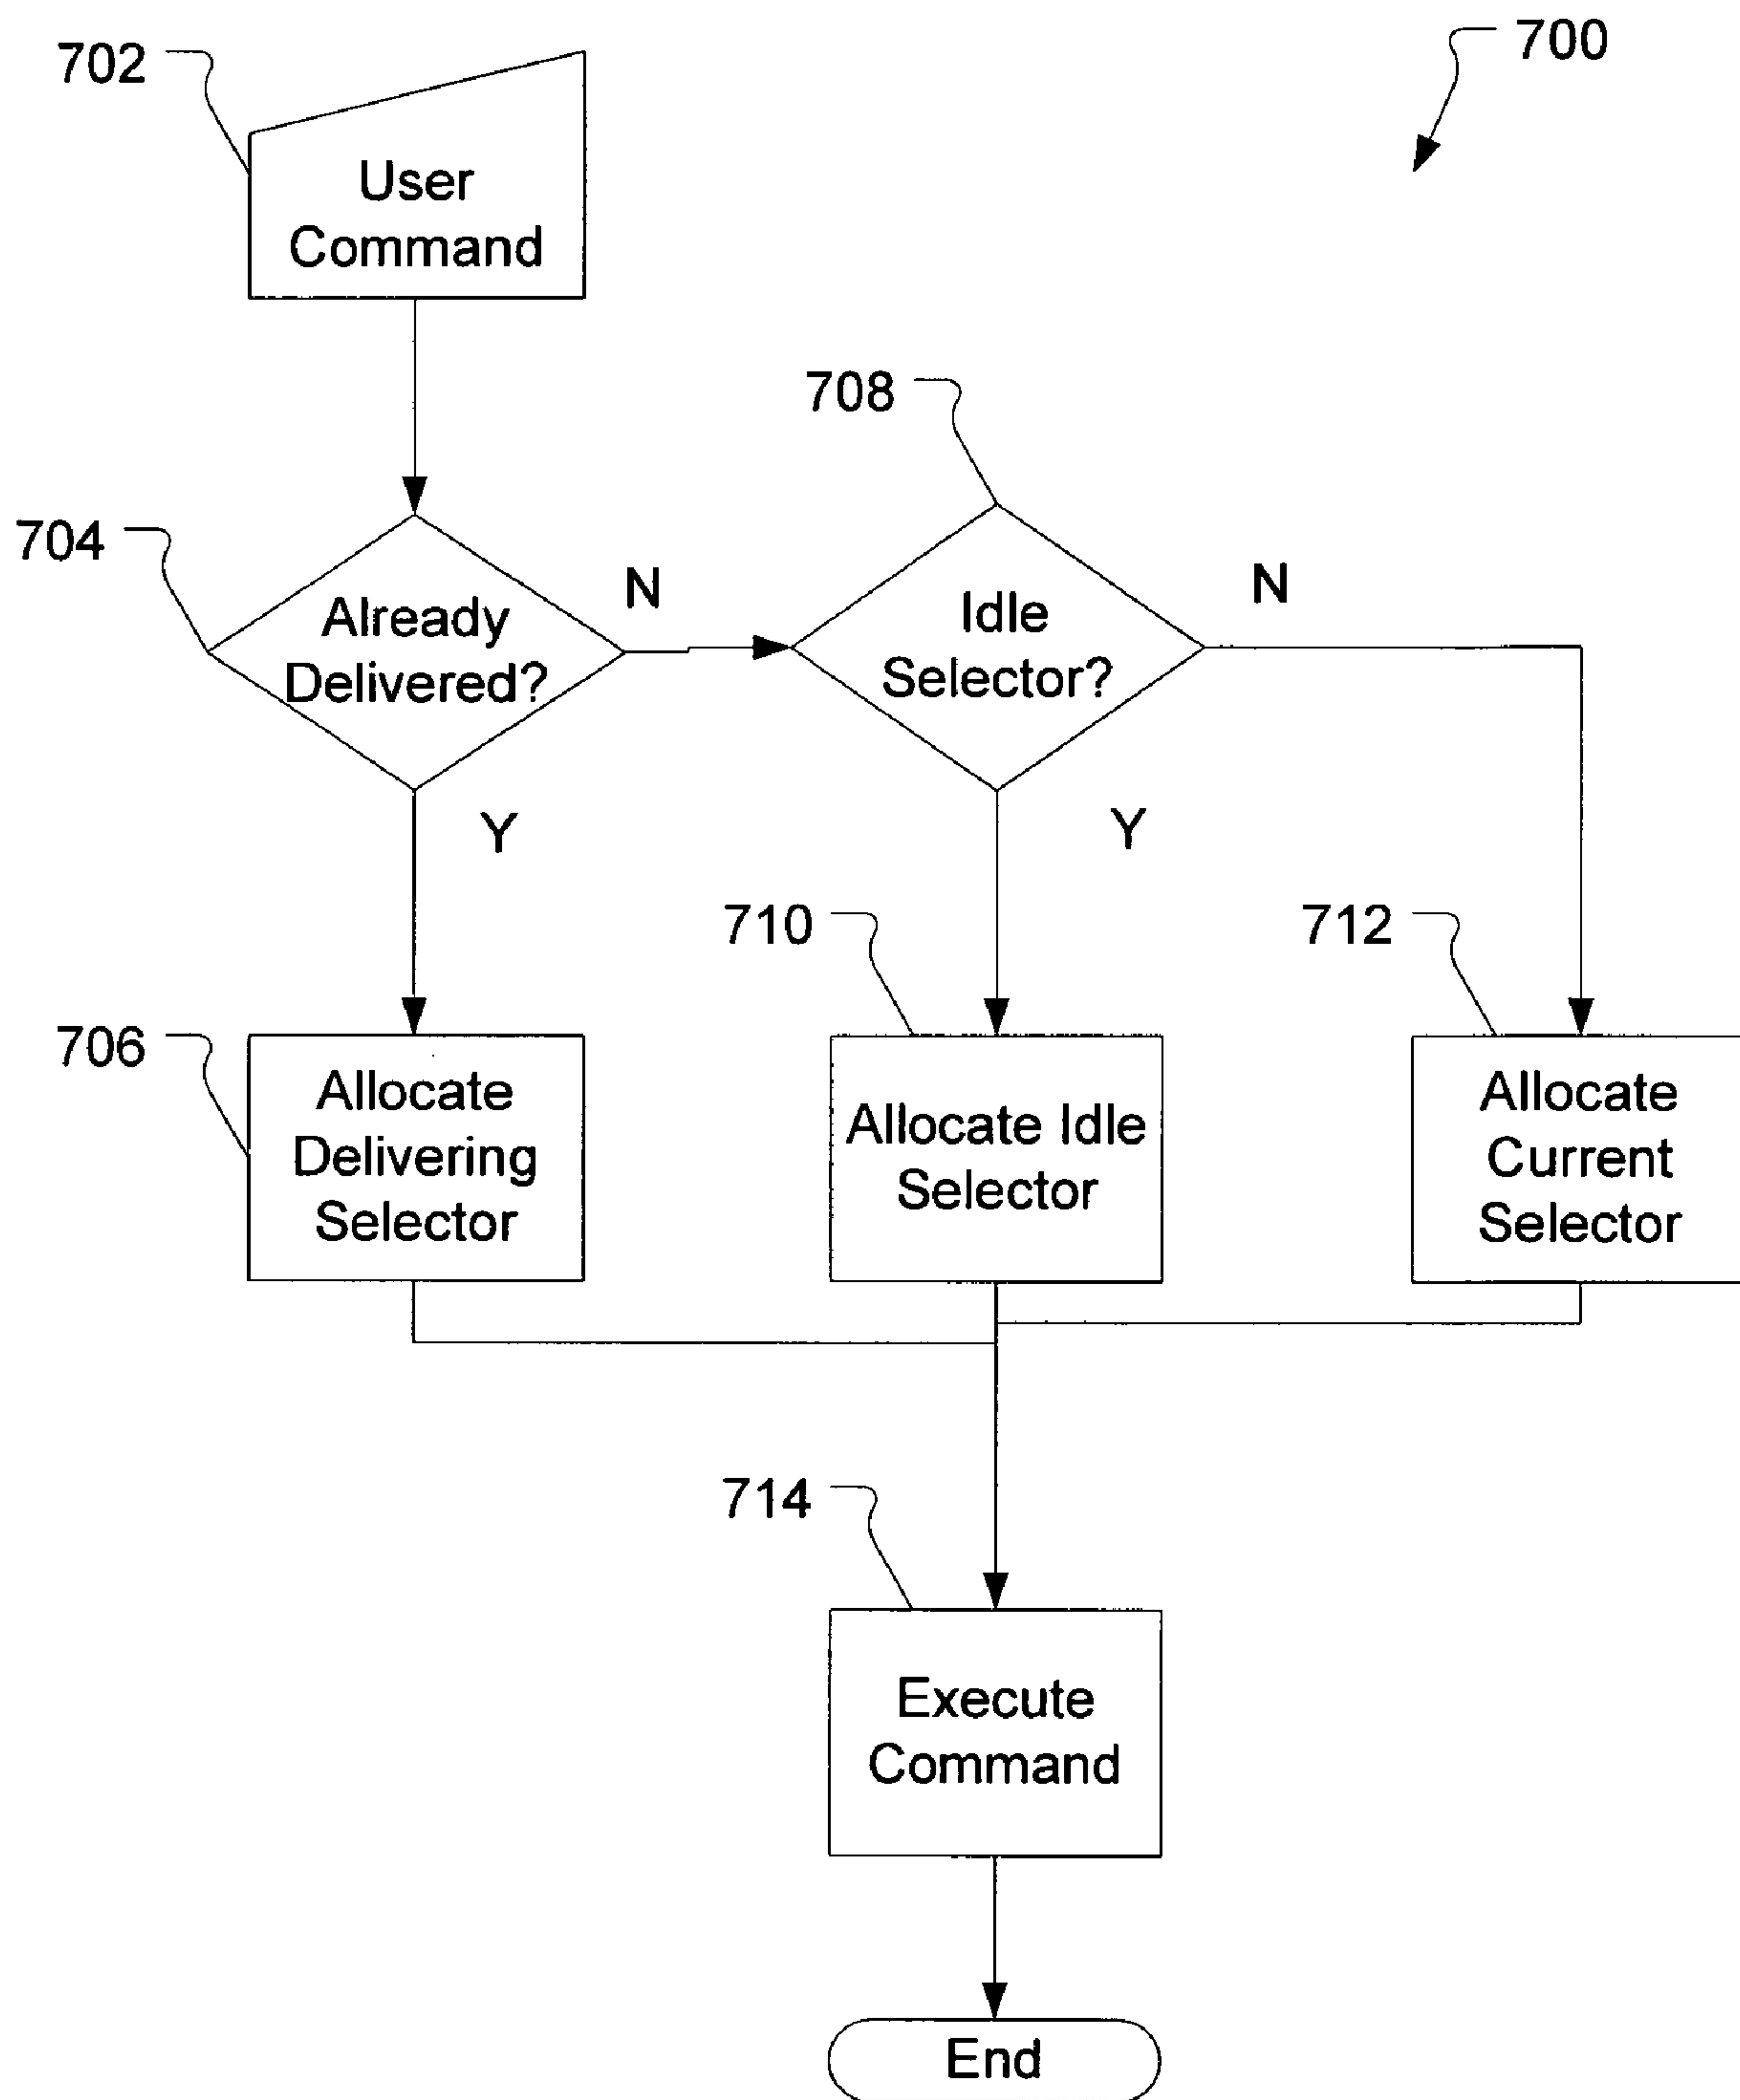 700
702
User
Command
708
704
Already
Delivered?
N
Idle
Selector?
N
Y
Y
710
712
706
Allocate
Delivering
Selector
Allocate Idle
Selector
Allocate
Current
Selector
714
Execute
Command
End